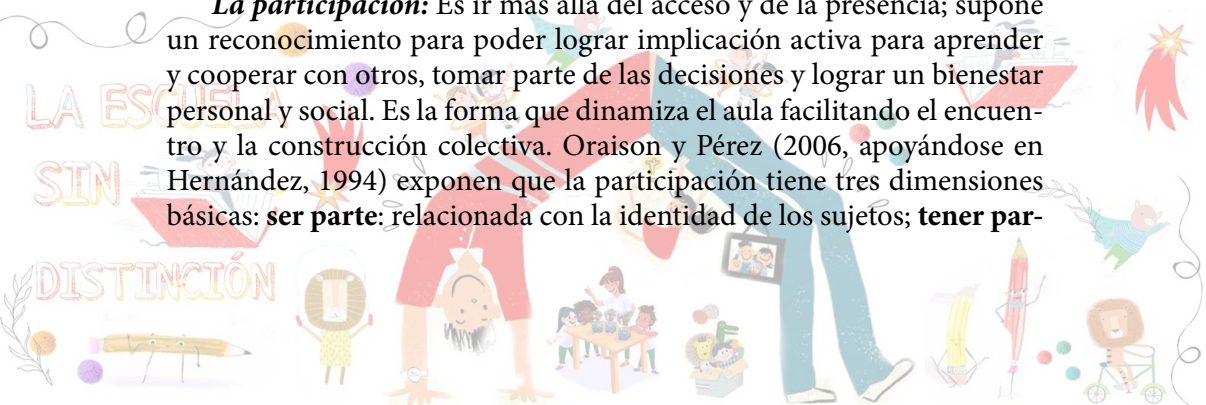 La participación: Es ir más allá del acceso y de la presencia; supone
un reconocimiento para poder lograr implicación activa para aprender
y cooperar con otros, tomar parte de las decisiones y lograr un bienestar
personal y social. Es la forma que dinamiza el aula facilitando el encuen-
tro y la construcción colectiva. Oraison y Pérez (2006, apoyándose en
Hernández, 1994) exponen que la participación tiene tres dimensiones
básicas: ser parte: relacionada con la identidad de los sujetos; tener par-
LA ESCUELA
SIN
DISTINCIÓN